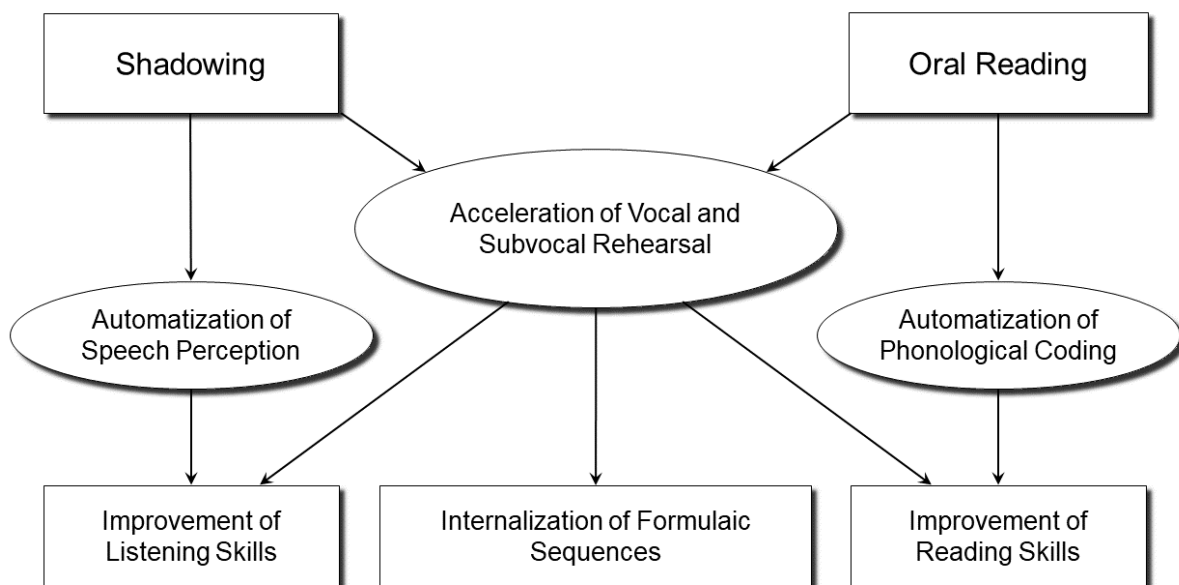 Shadowing
Oral Reading
Acceleration of Vocal and
Subvocal Rehearsal
Automatization of
Speech Perception
Automatization of
Phonological Coding
Improvement of
Listening Skills
Internalization of Formulaic
Sequences
Improvement of
Reading Skills